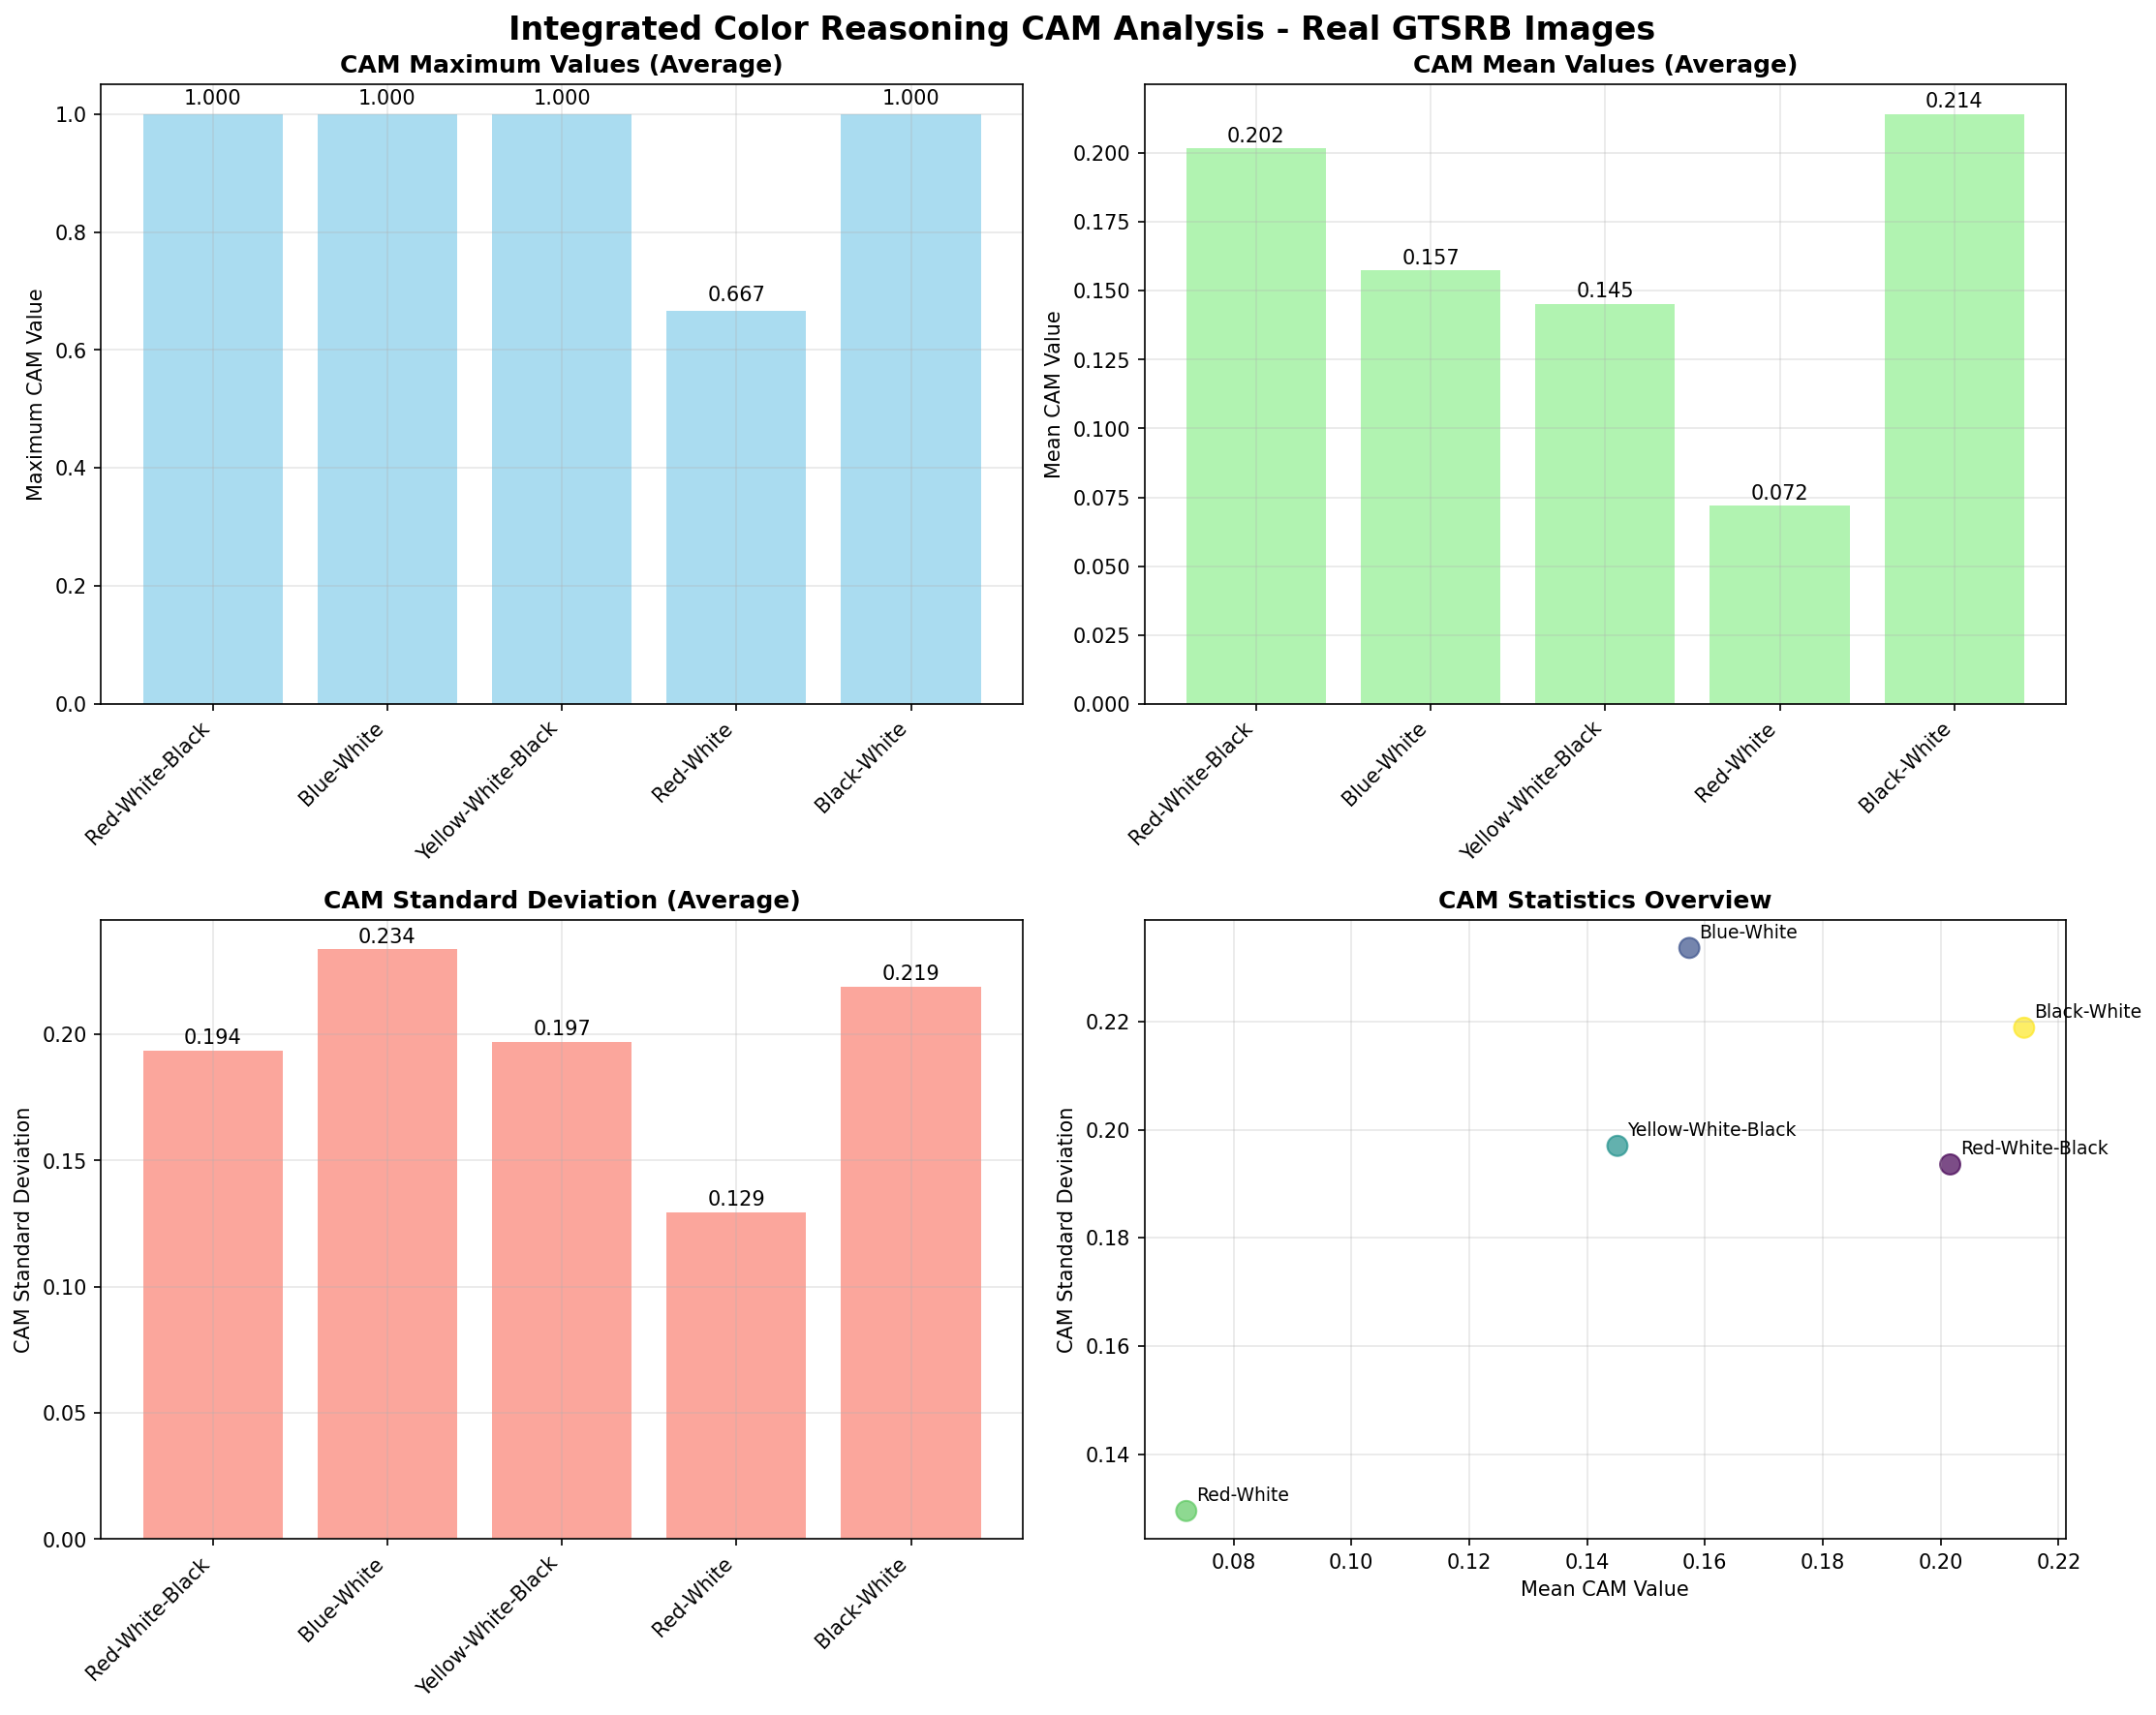 Integrated Color Reasoning CAM Analysis - Real GTSRB Images
CAM Maximum Values (Average)
1.000
1.000
1.000
0.667
1.000
1.0
0.8
0.6
0.4
0.2
0.0
Maximum CAM Value
Red-White-Black
Blue-White
Yellow-White-Black
Red-White
Black-White
CAM Mean Values (Average)
0.202
0.157
0.145
0.072
0.214
0.200
0.175
0.150
0.125
0.100
0.075
0.050
0.025
0.000
Mean CAM Value
Red-White-Black
Blue-White
Yellow-White-Black
Red-White
Black-White
CAM Standard Deviation (Average)
0.194
0.234
0.197
0.129
0.219
0.20
0.15
0.10
0.05
0.00
CAM Standard Deviation
Red-White-Black
Blue-White
Yellow-White-Black
Red-White
Black-White
CAM Statistics Overview
Blue-White
Black-White
Yellow-White-Black
Red-White-Black
Red-White
0.22
0.20
0.18
0.16
0.14
CAM Standard Deviation
0.08
0.10
0.12
0.14
0.16
0.18
0.20
0.22
Mean CAM Value